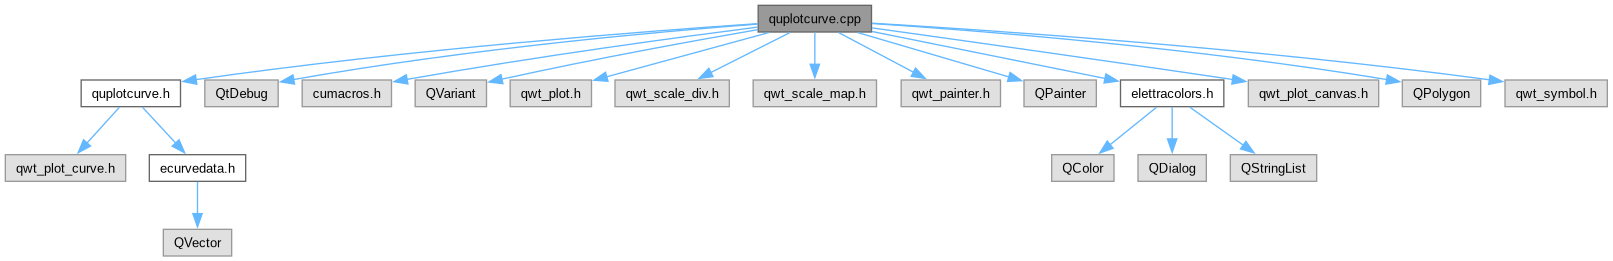 quplotcurve.cpp
quplotcurve.h
QtDebug
cumacros.h
QVariant
qwt_plot.h
qwt_scale_div.h
qwt_scale_map.h
qwt_painter.h
QPainter
elettracolors.h
qwt_plot_canvas.h
QPolygon
qwt_symbol.h
qwt_plot_curve.h
ecurvedata.h
QColor
QDialog
QStringList
QVector